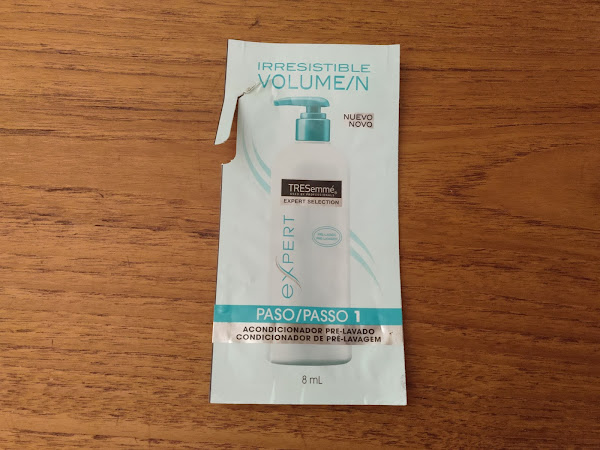 IRRESISTIBLE
VOLUME/N
NUEVO
NOVO
TRESemmé
EXPERT SELECTION
eXPERT
PASO/PASSO 1
ACONDICIONADOR PRE-LAVADO
CONDICIONADOR DE PRE-LAVAGEM
8 mL